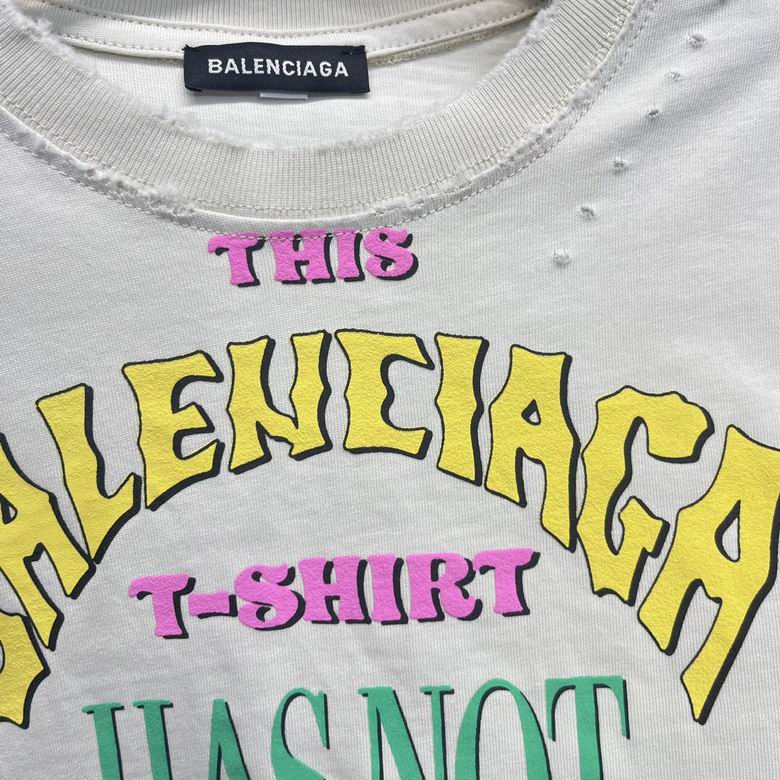 BALENCIAGA
THIS
BALENCIAGA
T-SHIRT
HAS NOT